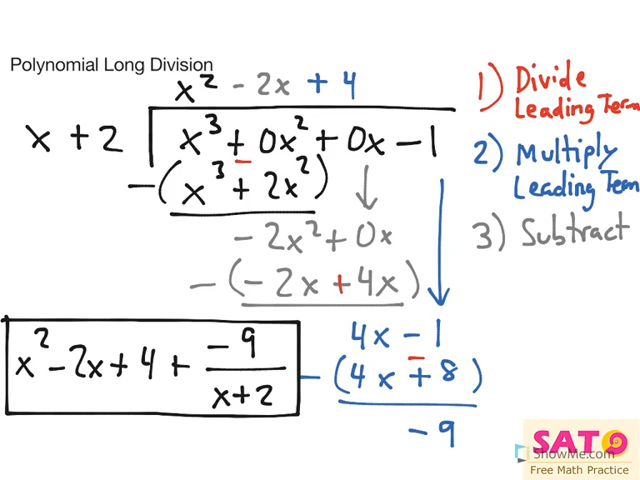 Polynomial Long Division
x² - 2x + 4
x + 2 x³ + 0x² + 0x - 1
-(x³ + 2x²)
- 2x² + 0x
-(- 2x + 4x)
4x - 1
-(4x + 8)
- 9
x² - 2x + 4 + -9/x+2
1) Divide
Leading Term
2) Multiply
Leading Term
3) Subtract
SAT
ShowMe.com
Free Math Practice